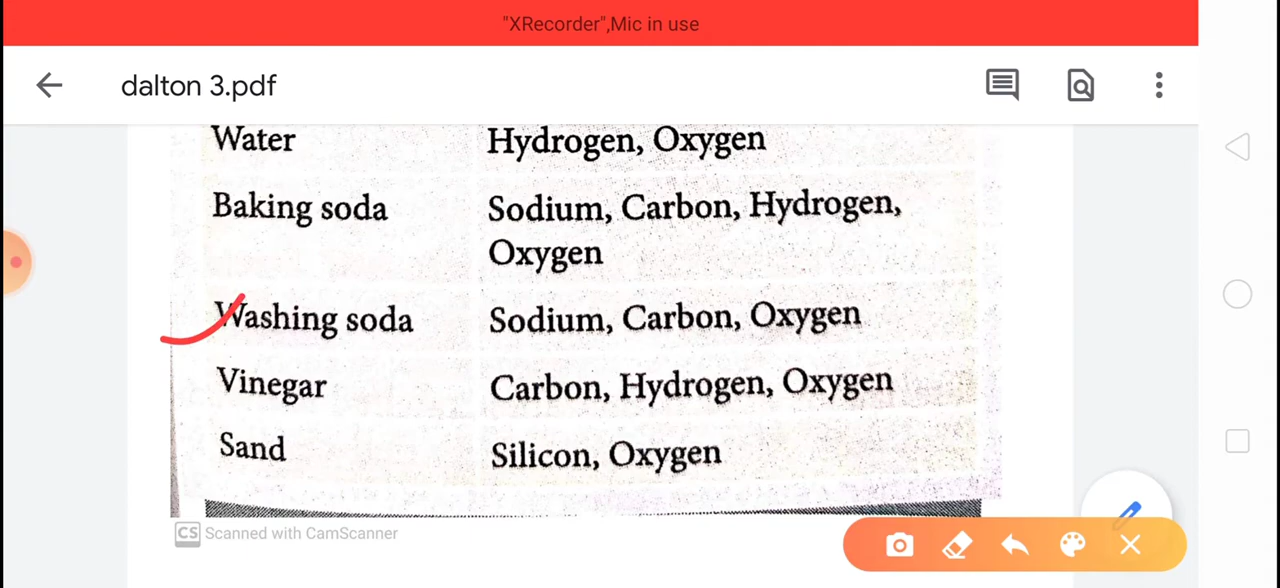 "XRecorder",Mic in use
dalton 3.pdf
Water Hydrogen, Oxygen
Baking soda Sodium, Carbon, Hydrogen,
Oxygen
Washing soda Sodium, Carbon, Oxygen
Vinegar Carbon, Hydrogen, Oxygen
Sand Silicon, Oxygen
CS Scanned with CamScanner